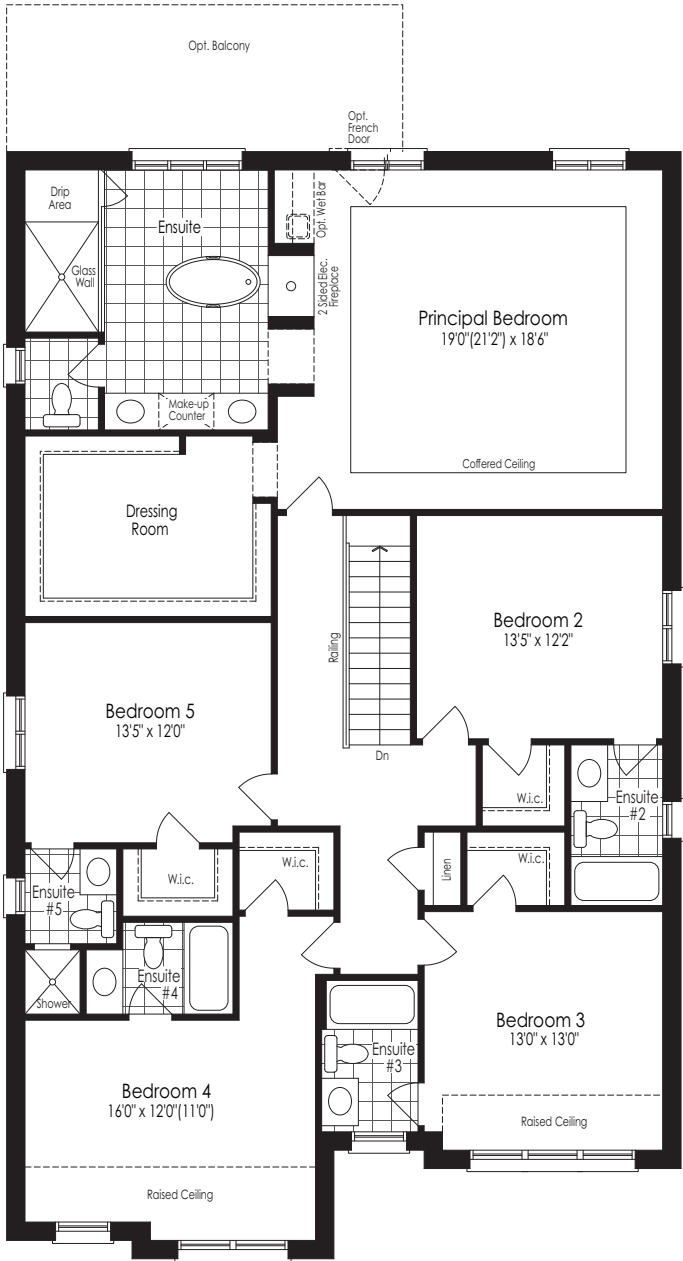 Opt. Balcony
Opt.
French
Door
Drip
Area
Ensuite
Opt. Wet Bar
Glass
Wall
2 Sided Elec.
Fireplace
Principal Bedroom
19'0"(21'2") x 18'6"
Make-up
Counter
Coffered Ceiling
Dressing
Room
Bedroom 2
13'5" x 12'2"
Railing
Bedroom 5
13'5" x 12'0"
Dn
W.i.c.
Ensuite
#2
W.i.c.
W.i.c.
Linen
W.i.c.
Ensuite
#5
Ensuite
#4
Shower
Bedroom 3
13'0" x 13'0"
Ensuite
#3
Bedroom 4
16'0" x 12'0"(11'0")
Raised Ceiling
Raised Ceiling